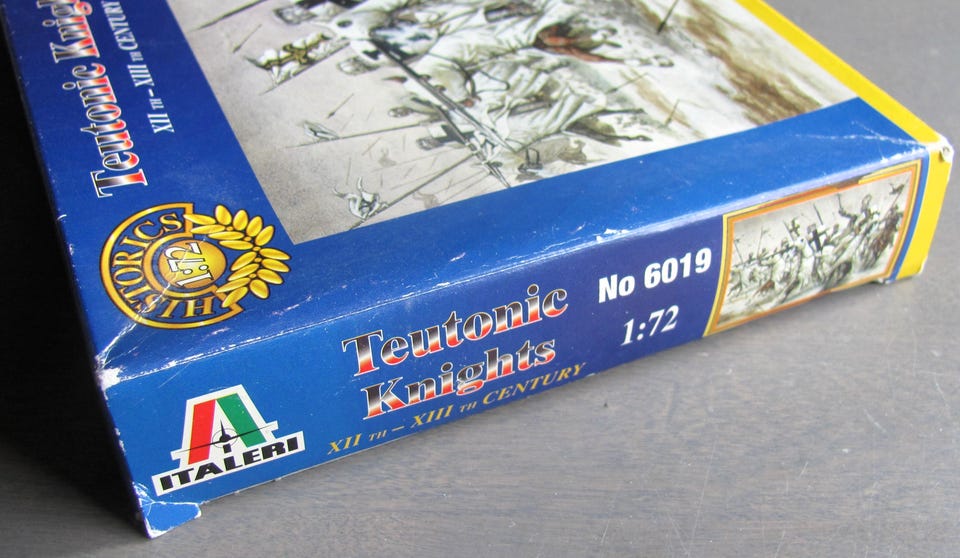 Teutonic Knigh
XII TH – XIII TH CENTURY
HISTORICS
1:72
Teutonic
Knights
XII TH – XIII TH CENTURY
No 6019
1:72
ITALERI